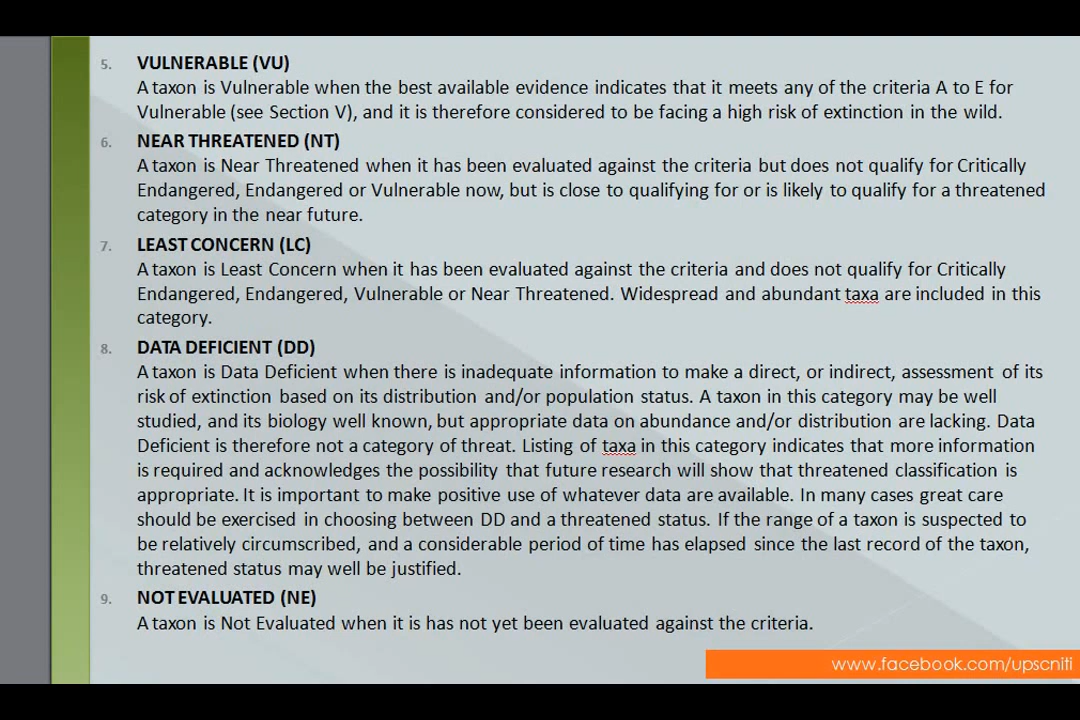 5. VULNERABLE (VU)
A taxon is Vulnerable when the best available evidence indicates that it meets any of the criteria A to E for
Vulnerable (see Section V), and it is therefore considered to be facing a high risk of extinction in the wild.
6. NEAR THREATENED (NT)
A taxon is Near Threatened when it has been evaluated against the criteria but does not qualify for Critically
Endangered, Endangered or Vulnerable now, but is close to qualifying for or is likely to qualify for a threatened
category in the near future.
7. LEAST CONCERN (LC)
A taxon is Least Concern when it has been evaluated against the criteria and does not qualify for Critically
Endangered, Endangered, Vulnerable or Near Threatened. Widespread and abundant taxa are included in this
category.
8. DATA DEFICIENT (DD)
A taxon is Data Deficient when there is inadequate information to make a direct, or indirect, assessment of its
risk of extinction based on its distribution and/or population status. A taxon in this category may be well
studied, and its biology well known, but appropriate data on abundance and/or distribution are lacking. Data
Deficient is therefore not a category of threat. Listing of taxa in this category indicates that more information
is required and acknowledges the possibility that future research will show that threatened classification is
appropriate. It is important to make positive use of whatever data are available. In many cases great care
should be exercised in choosing between DD and a threatened status. If the range of a taxon is suspected to
be relatively circumscribed, and a considerable period of time has elapsed since the last record of the taxon,
threatened status may well be justified.
9. NOT EVALUATED (NE)
A taxon is Not Evaluated when it is has not yet been evaluated against the criteria.
www.facebook.com/upscniti